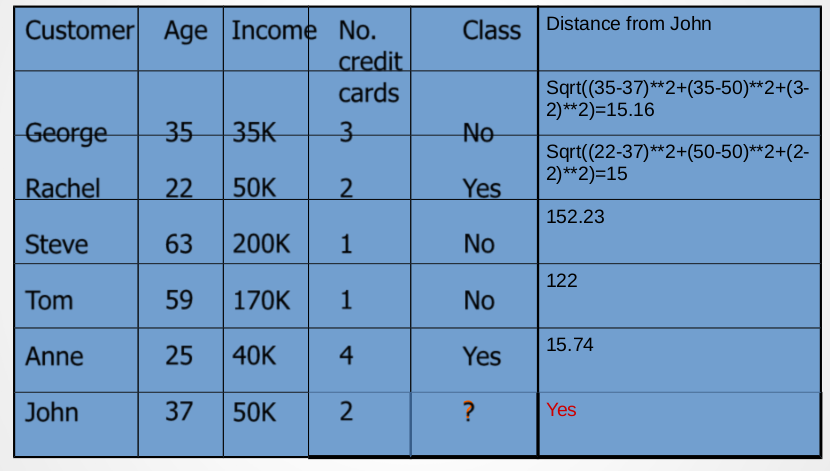 Customer Age Income No. credit cards Class Distance from John
George 35 35K 3 No Sqrt((35-37)**2+(35-50)**2+(3-
2)**2)=15.16
Rachel 22 50K 2 Yes Sqrt((22-37)**2+(50-50)**2+(2-
2)**2)=15
Steve 63 200K 1 No 152.23
Tom 59 170K 1 No 122
Anne 25 40K 4 Yes 15.74
John 37 50K 2 ? Yes